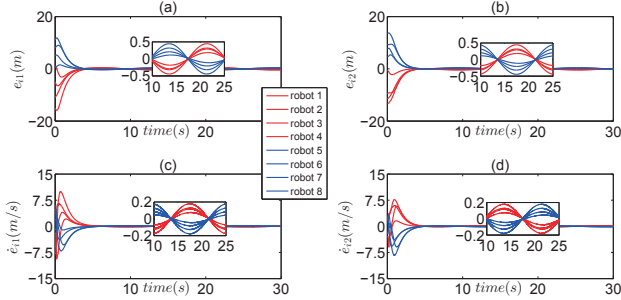 (a)
20
0
−20
0
10
20
30
e_{i1}(m)
time(s)
0.5
0
−0.5
10 15 20 25
(b)
20
0
−20
0
10
20
30
e_{i2}(m)
time(s)
0.5
0
−0.5
10 15 20 25
robot 1
robot 2
robot 3
robot 4
robot 5
robot 6
robot 7
robot 8
(c)
15
7.5
0
−7.5
−15
0
10
20
30
ė_{i1}(m/s)
time(s)
0.2
0
−0.2
10 15 20 25
(d)
15
7.5
0
−7.5
−15
0
10
20
30
ė_{i2}(m/s)
time(s)
0.2
0
−0.2
10 15 20 25